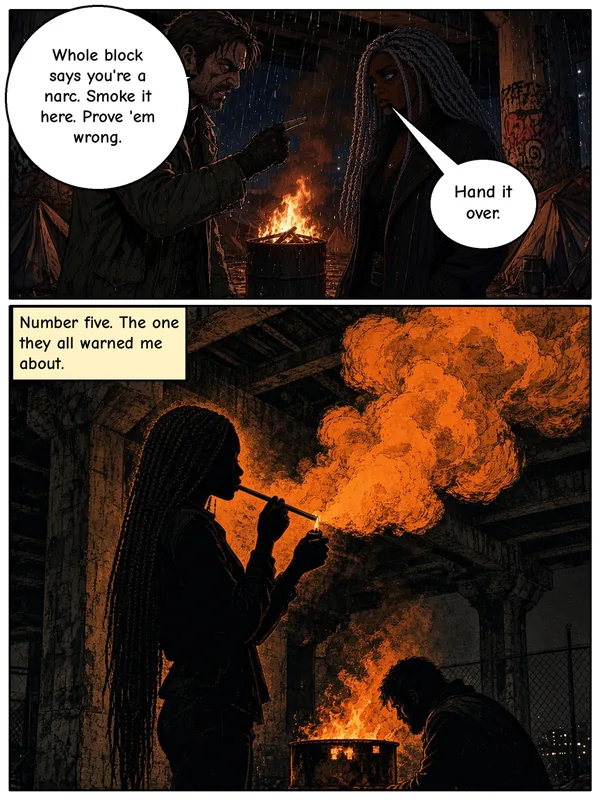 Whole block
says you're a
narc. Smoke it
here. Prove 'em
wrong.
Hand it
over.
Number five. The one
they all warned me
about.